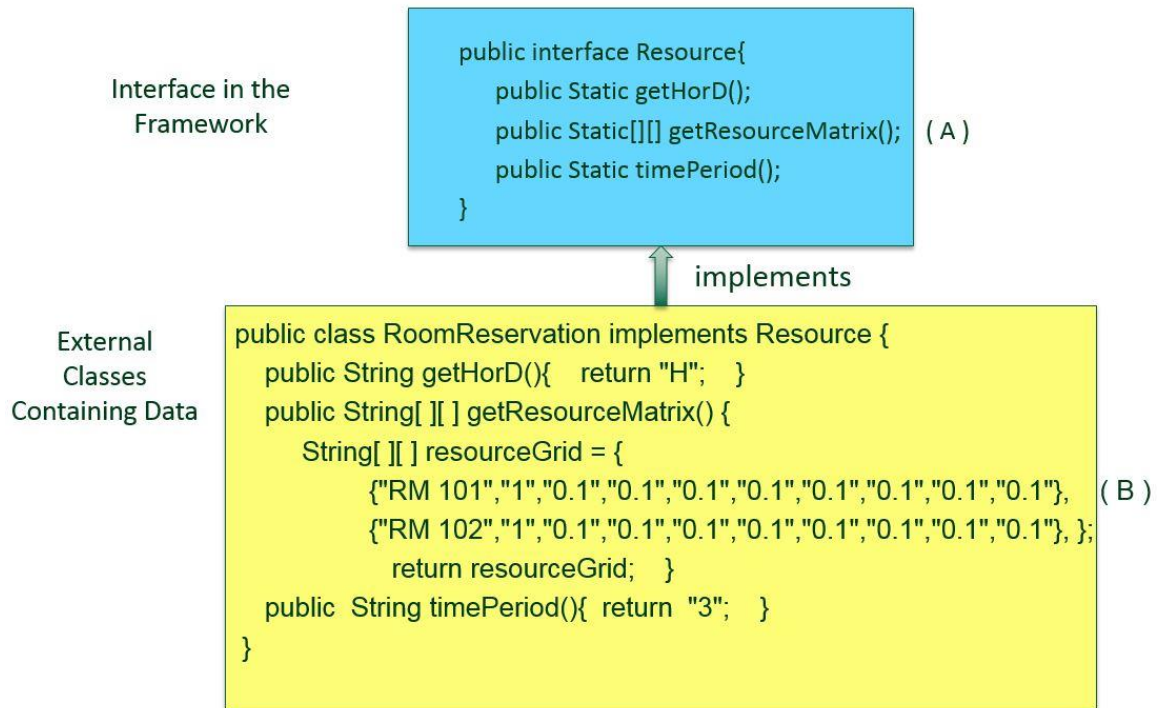 Interface in the
Framework
public interface Resource{
public Static getHorD();
public Static[][] getResourceMatrix();
( A )
public Static timePeriod();
}
implements
External
Classes
Containing Data
public class RoomReservation implements Resource {
public String getHorD(){ return "H"; }
public String[ ][ ] getResourceMatrix() {
String[ ][ ] resourceGrid = {
{"RM 101","1","0.1","0.1","0.1","0.1","0.1","0.1","0.1","0.1"},
( B )
{"RM 102","1","0.1","0.1","0.1","0.1","0.1","0.1","0.1","0.1"}, };
return resourceGrid; }
public String timePeriod(){ return "3"; }
}